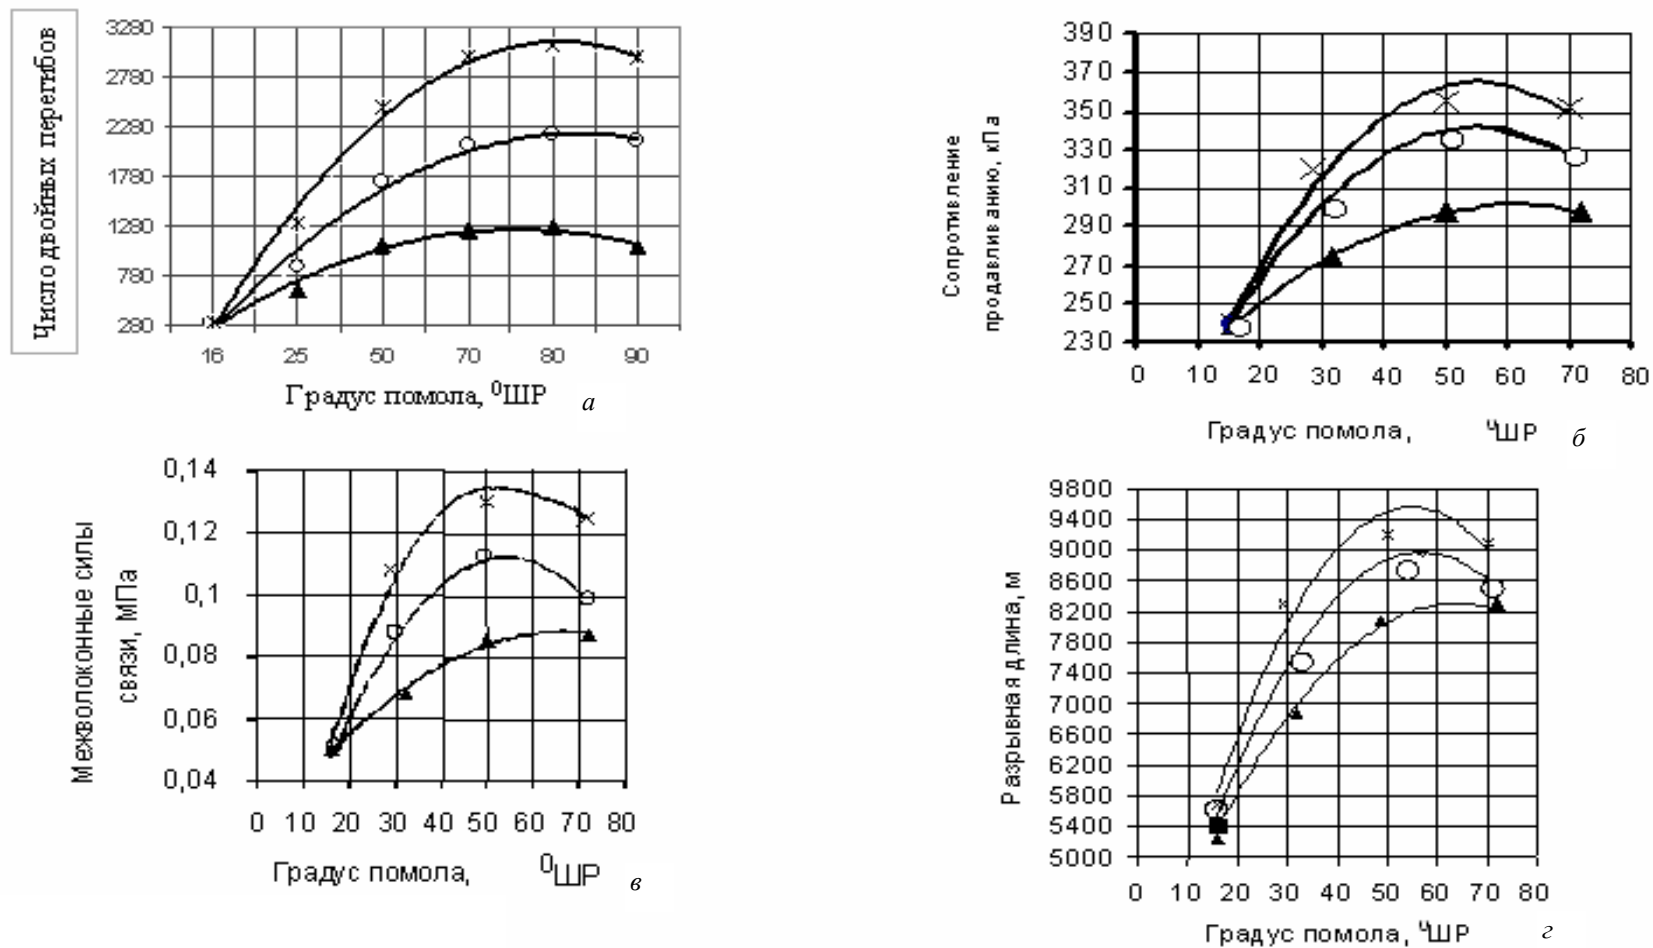 Число двойных перегибов
3280
2780
2280
1780
1280
780
280
16 25 50 70 80 90
Градус помола, ⁰ШР
а
Сопротивление
продавливанию, кПа
390
370
350
330
310
290
270
250
230
0 10 20 30 40 50 60 70 80
Градус помола, ⁰ШР
б
Межволоконные силы
связи, МПа
0,14
0,12
0,1
0,08
0,06
0,04
0 10 20 30 40 50 60 70 80
Градус помола, ⁰ШР
в
Разрывная длина, м
9800
9400
9000
8600
8200
7800
7400
7000
6600
6200
5800
5400
5000
0 10 20 30 40 50 60 70 80
Градус помола, ⁰ШР
г